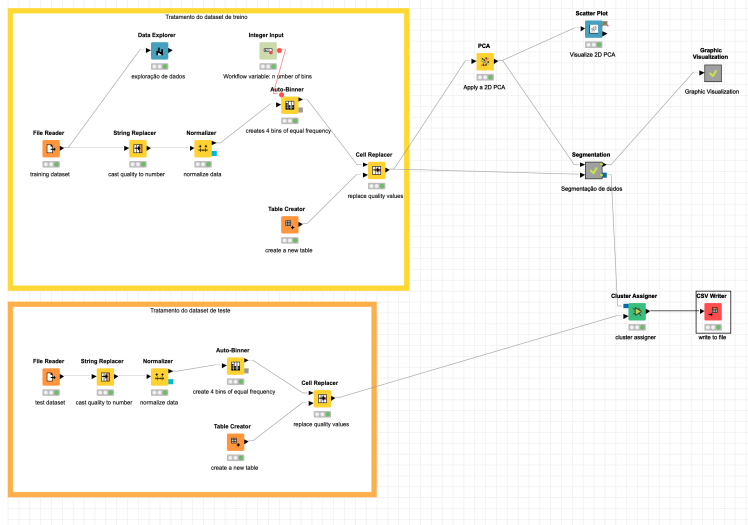 Tratamento do dataset de treino
Data Explorer
exploração de dados
Integer Input
Workflow variable: number of bins
Auto-Binner
creates 4 bins of equal frequency
File Reader
training dataset
String Replacer
cast quality to number
Normalizer
normalize data
Cell Replacer
replace quality values
Table Creator
create a new table
PCA
Apply a 2D PCA
Scatter Plot
Visualize 2D PCA
Graphic
Visualization
Graphic Visualization
Segmentation
Segmentação de dados
Cluster Assigner
cluster assigner
CSV Writer
write to file
Tratamento do dataset de teste
File Reader
test dataset
String Replacer
cast quality to number
Normalizer
normalize data
Auto-Binner
create 4 bins of equal frequency
Cell Replacer
replace quality values
Table Creator
create a new table